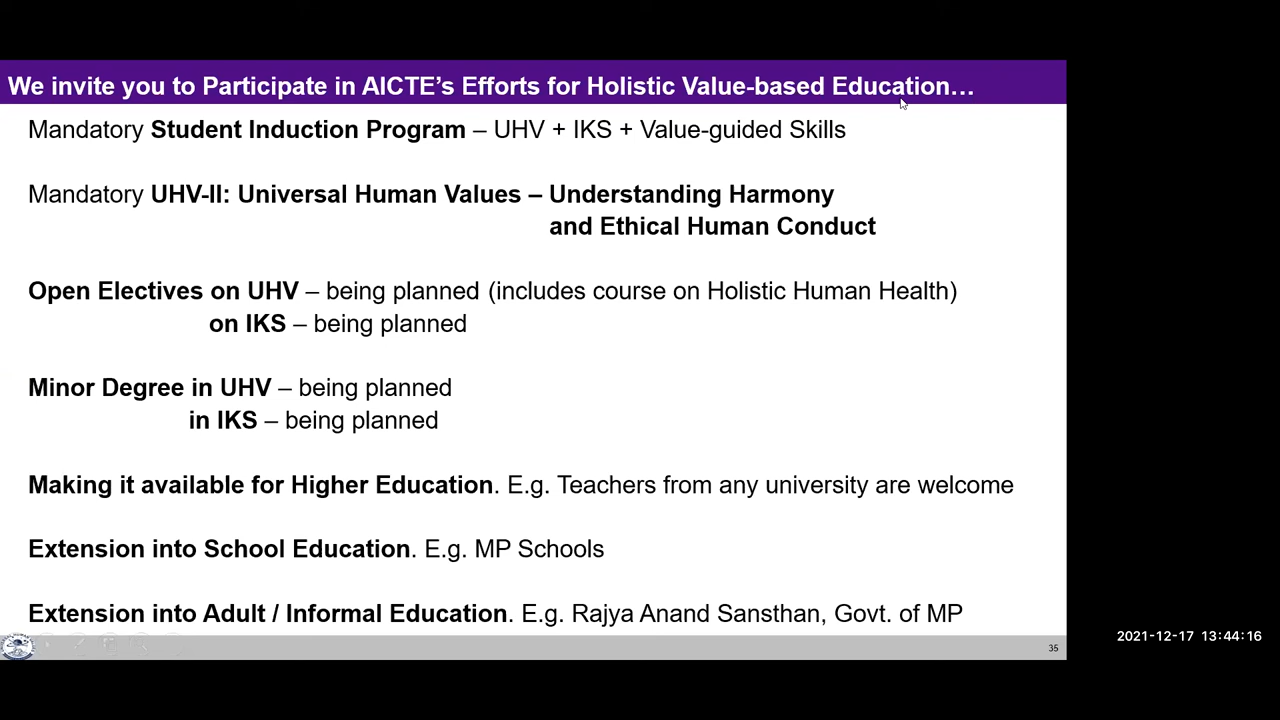 We invite you to Participate in AICTE's Efforts for Holistic Value-based Education…
Mandatory Student Induction Program – UHV + IKS + Value-guided Skills
Mandatory UHV-II: Universal Human Values – Understanding Harmony
and Ethical Human Conduct
Open Electives on UHV – being planned (includes course on Holistic Human Health)
on IKS – being planned
Minor Degree in UHV – being planned
in IKS – being planned
Making it available for Higher Education. E.g. Teachers from any university are welcome
Extension into School Education. E.g. MP Schools
Extension into Adult / Informal Education. E.g. Rajya Anand Sansthan, Govt. of MP
35
2021-12-17 13:44:16